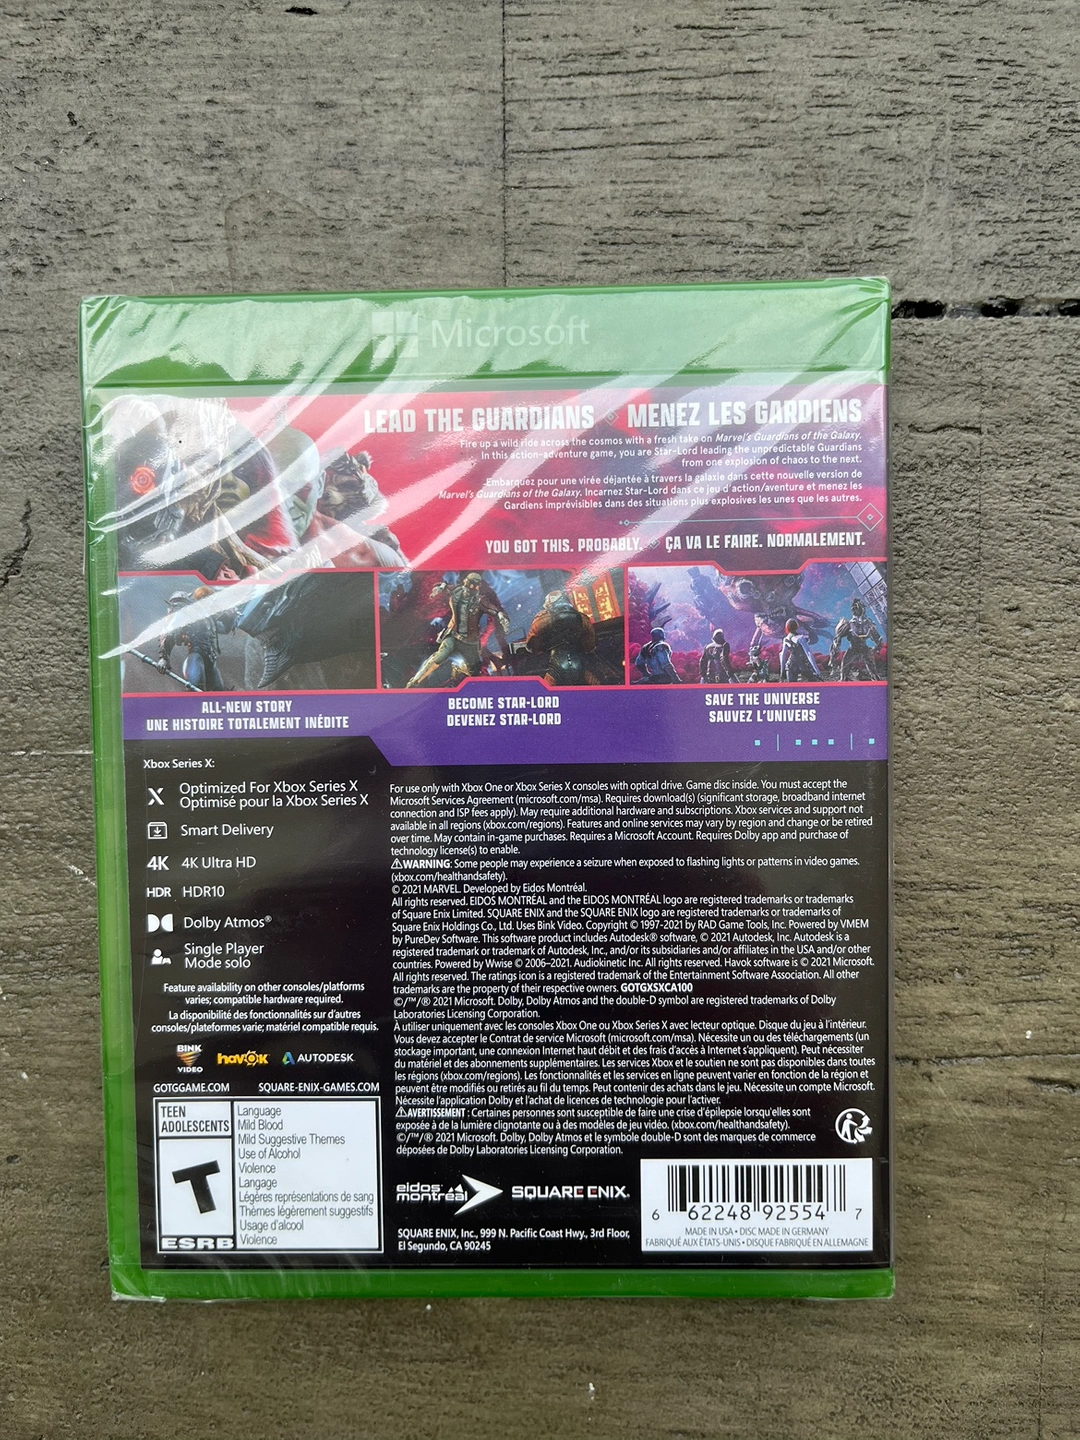 Microsoft
LEAD THE GUARDIANS MENEZ LES GARDIENS
Fire up a wild ride across the cosmos with a fresh take on Marvel's Guardians of the Galaxy.
In this action-adventure game, you are Star-Lord leading the unpredictable Guardians
from one explosion of chaos to the next.
Embarquez pour une virée déjantée à travers la galaxie dans cette nouvelle version de
Marvel's Guardians of the Galaxy. Incarnez Star-Lord dans ce jeu d'action/aventure et menez les
Gardiens imprévisibles dans des situations plus explosives les unes que les autres.
YOU GOT THIS. PROBABLY. ÇA VA LE FAIRE. NORMALEMENT.
ALL-NEW STORY
UNE HISTOIRE TOTALEMENT INÉDITE
BECOME STAR-LORD
DEVENEZ STAR-LORD
SAVE THE UNIVERSE
SAUVEZ L'UNIVERS
Xbox Series X:
X Optimized For Xbox Series X
Optimisé pour la Xbox Series X
Smart Delivery
4K 4K Ultra HD
HDR HDR10
Dolby Atmos®
Single Player
Mode solo
Feature availability on other consoles/platforms
varies; compatible hardware required.
La disponibilité des fonctionnalités sur d'autres
consoles/plateformes varie; matériel compatible requis.
BINK
VIDEO
havok
AUTODESK
GOTGGAME.COM SQUARE-ENIX-GAMES.COM
TEEN
ADOLESCENTS
T
ESRB
Language
Mild Blood
Mild Suggestive Themes
Use of Alcohol
Violence
Langage
Légères représentations de sang
Thèmes légèrement suggestifs
Usage d'alcool
Violence
For use only with Xbox One or Xbox Series X consoles with optical drive. Game disc inside. You must accept the
Microsoft Services Agreement (microsoft.com/msa). Requires download(s) (significant storage, broadband internet
connection and ISP fees apply). May require additional hardware and subscriptions. Xbox services and support not
available in all regions (xbox.com/regions). Features and online services may vary by region and change or be retired
over time. May contain in-game purchases. Requires a Microsoft Account. Requires Dolby app and purchase of
technology license(s) to enable.
⚠WARNING: Some people may experience a seizure when exposed to flashing lights or patterns in video games.
(xbox.com/healthandsafety).
© 2021 MARVEL. Developed by Eidos Montréal.
All rights reserved. EIDOS MONTRÉAL and the EIDOS MONTRÉAL logo are registered trademarks or trademarks
of Square Enix Limited. SQUARE ENIX and the SQUARE ENIX logo are registered trademarks or trademarks of
Square Enix Holdings Co., Ltd. Uses Bink Video. Copyright © 1997-2021 by RAD Game Tools, Inc. Powered by VMEM
by PureDev Software. This software product includes Autodesk® software, © 2021 Autodesk, Inc. Autodesk is a
registered trademark or trademark of Autodesk, Inc., and/or its subsidiaries and/or affiliates in the USA and/or other
countries. Powered by Wwise © 2006–2021. Audiokinetic Inc. All rights reserved. Havok software is © 2021 Microsoft.
All rights reserved. The ratings icon is a registered trademark of the Entertainment Software Association. All other
trademarks are the property of their respective owners. GOTGXSXCA100
©/™/® 2021 Microsoft. Dolby, Dolby Atmos and the double-D symbol are registered trademarks of Dolby
Laboratories Licensing Corporation.
À utiliser uniquement avec les consoles Xbox One ou Xbox Series X avec lecteur optique. Disque du jeu à l'intérieur.
Vous devez accepter le Contrat de service Microsoft (microsoft.com/msa). Nécessite un ou des téléchargements (un
stockage important, une connexion Internet haut débit et des frais d'accès à Internet s'appliquent). Peut nécessiter
du matériel et des abonnements supplémentaires. Les services Xbox et le soutien ne sont pas disponibles dans toutes
les régions (xbox.com/regions). Les fonctionnalités et les services en ligne peuvent varier en fonction de la région et
peuvent être modifiés ou retirés au fil du temps. Peut contenir des achats dans le jeu. Nécessite un compte Microsoft.
Nécessite l'application Dolby et l'achat de licences de technologie pour l'activer.
⚠AVERTISSEMENT : Certaines personnes sont susceptible de faire une crise d'épilepsie lorsqu'elles sont
exposée à de la lumière clignotante ou à des modèles de jeu vidéo. (xbox.com/healthandsafety).
©/™/® 2021 Microsoft. Dolby, Dolby Atmos et le symbole double-D sont des marques de commerce
déposées de Dolby Laboratories Licensing Corporation.
eidos
montréal
SQUARE ENIX.
SQUARE ENIX, Inc., 999 N. Pacific Coast Hwy., 3rd Floor,
El Segundo, CA 90245
6 62248 92554 7
MADE IN USA • DISC MADE IN GERMANY
FABRIQUÉ AUX ÉTATS-UNIS • DISQUE FABRIQUÉ EN ALLEMAGNE